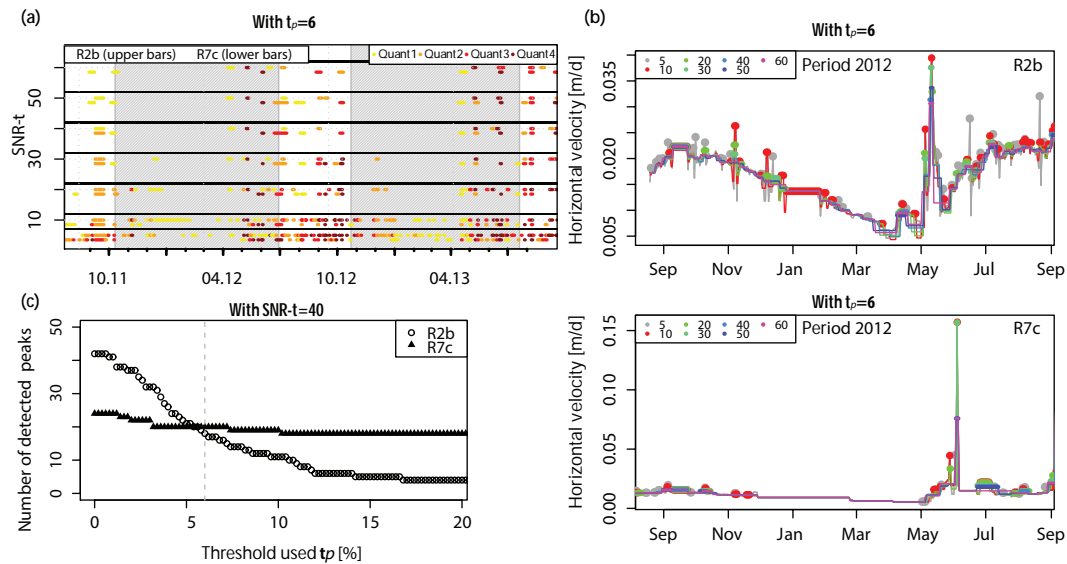 (a)
With tp=6
R2b (upper bars) R7c (lower bars)
Quant1 Quant2 Quant3 Quant4
SNR-t
50
30
10
10.11 04.12 10.12 04.13
(b)
With tp=6
5 20 40 60
10 30 50
Period 2012
R2b
Horizontal velocity [m/d]
0.035
0.020
0.005
Sep Nov Jan Mar May Jul Sep
With tp=6
5 20 40 60
10 30 50
Period 2012
R7c
Horizontal velocity [m/d]
0.15
0.10
0.05
0.00
Sep Nov Jan Mar May Jul Sep
(c)
With SNR-t=40
R2b
R7c
Number of detected peaks
50
30
20
10
0
0 5 10 15 20
Threshold used tp [%]